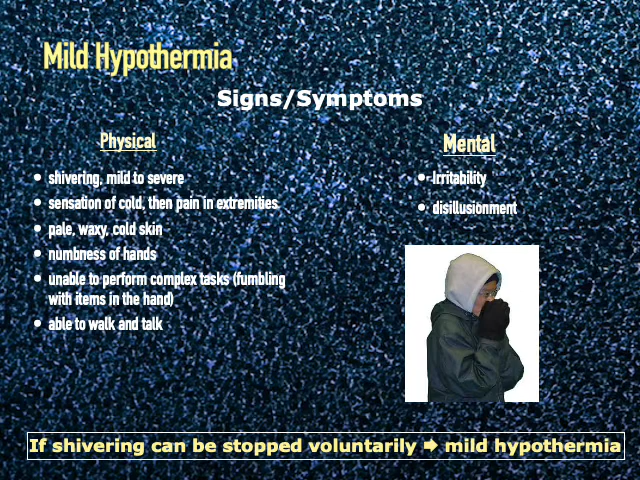 Mild Hypothermia
Signs/Symptoms
Physical
• shivering, mild to severe
• sensation of cold, then pain in extremities
• pale, waxy, cold skin
• numbness of hands
• unable to perform complex tasks (fumbling
with items in the hand)
• able to walk and talk
Mental
• Irritability
• disillusionment
If shivering can be stopped voluntarily ➡ mild hypothermia